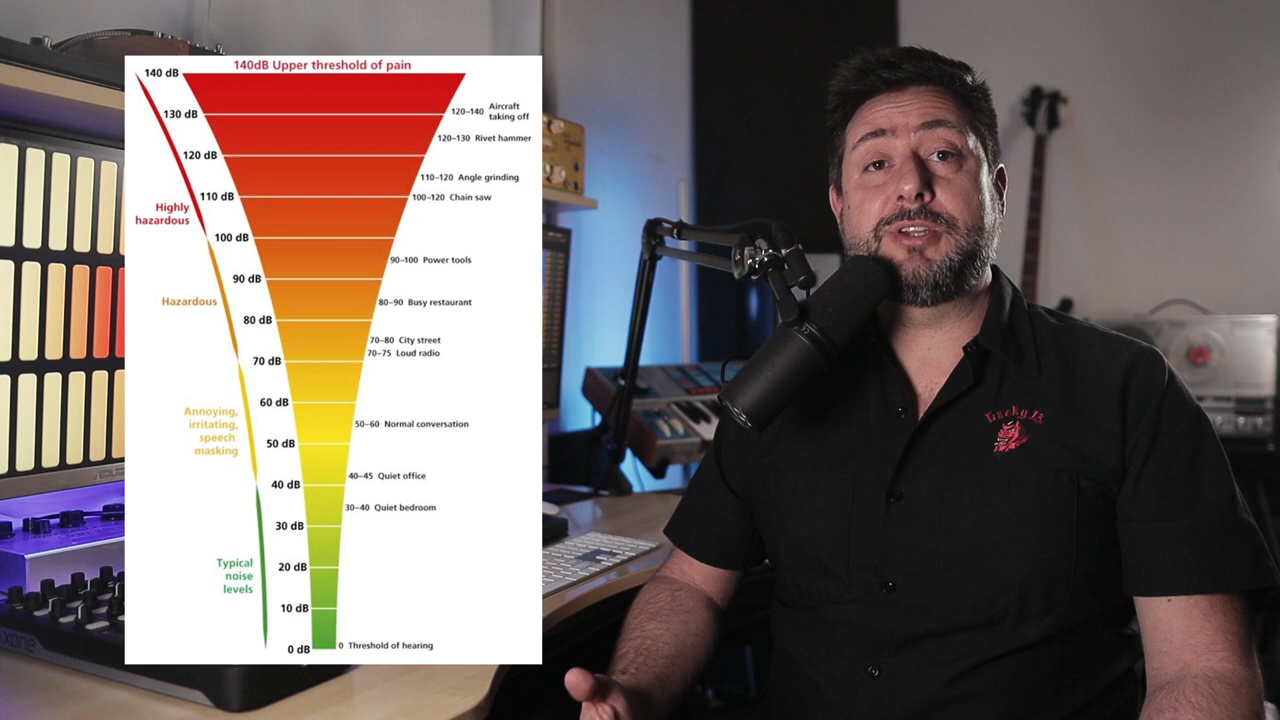 140dB Upper threshold of pain
140 dB
130 dB
120 dB
110 dB
100 dB
90 dB
80 dB
70 dB
60 dB
50 dB
40 dB
30 dB
20 dB
10 dB
0 dB
Highly
hazardous
Hazardous
Annoying,
irritating,
speech
masking
Typical
noise
levels
120–140 Aircraft
taking off
120–130 Rivet hammer
110–120 Angle grinding
100–120 Chain saw
90–100 Power tools
80–90 Busy restaurant
70–80 City street
70–75 Loud radio
50–60 Normal conversation
40–45 Quiet office
30–40 Quiet bedroom
0 Threshold of hearing
Lucky 13
XONE